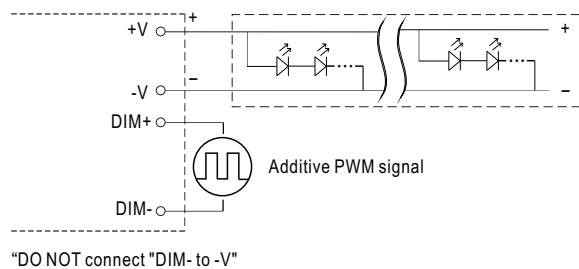 +V
+
-V
−
+
−
DIM+
Additive PWM signal
DIM-
“DO NOT connect "DIM- to -V"